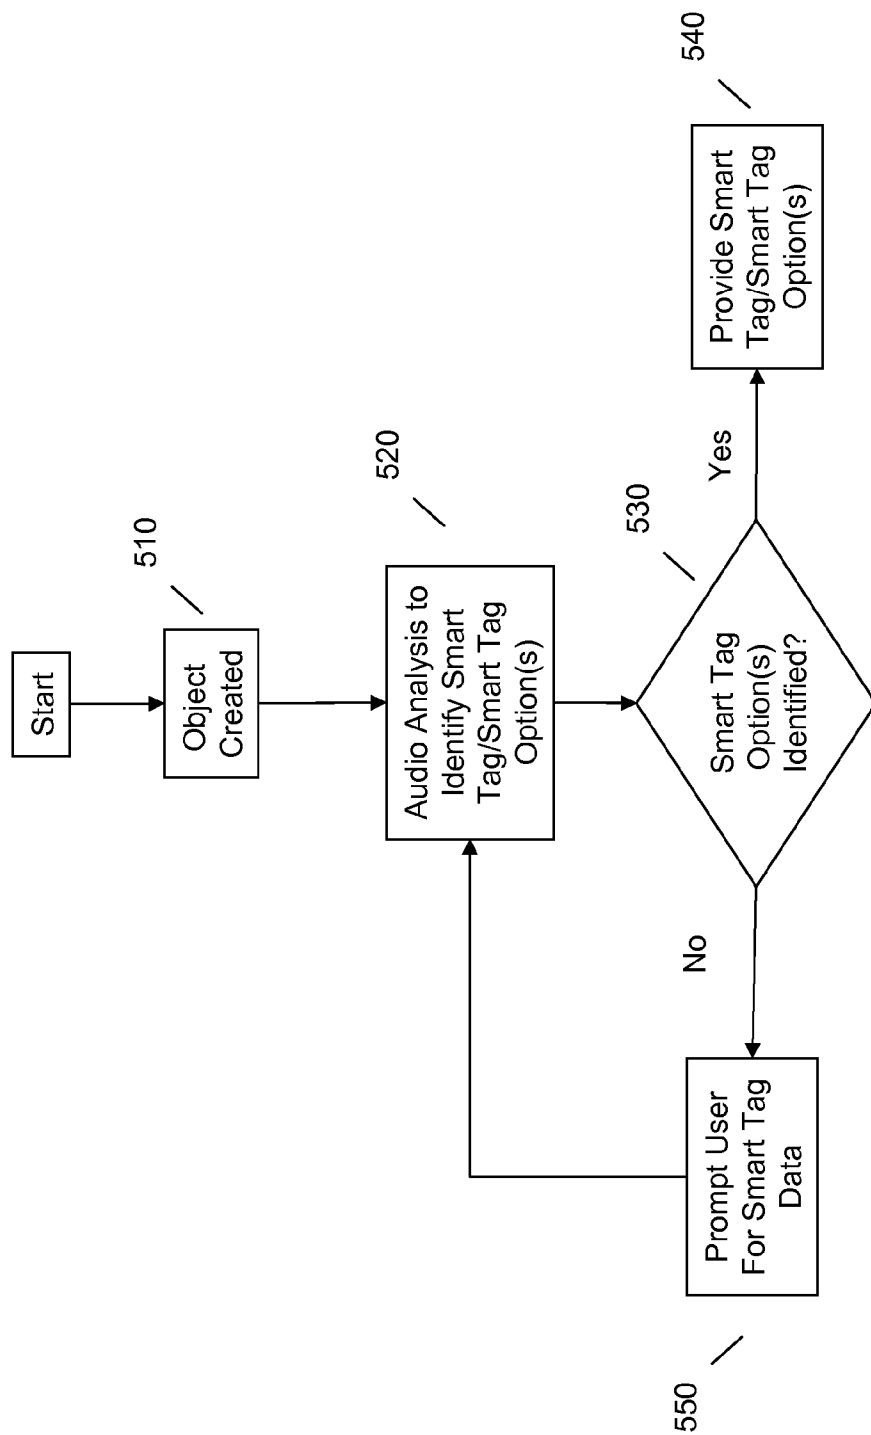 Start
510
Object
Created
520
Audio Analysis to
Identify Smart
Tag/Smart Tag
Option(s)
530
Smart Tag
Option(s)
Identified?
Yes
540
Provide Smart
Tag/Smart Tag
Option(s)
No
550
Prompt User
For Smart Tag
Data